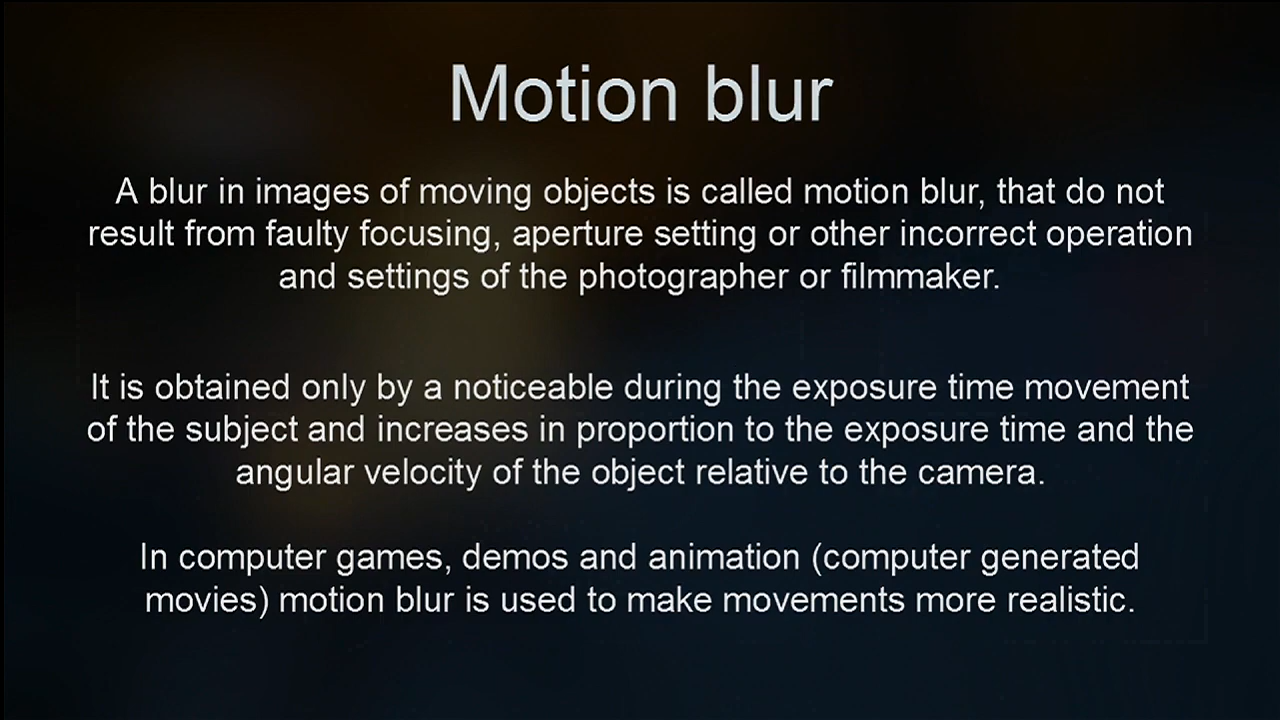 Motion blur
A blur in images of moving objects is called motion blur, that do not
result from faulty focusing, aperture setting or other incorrect operation
and settings of the photographer or filmmaker.
It is obtained only by a noticeable during the exposure time movement
of the subject and increases in proportion to the exposure time and the
angular velocity of the object relative to the camera.
In computer games, demos and animation (computer generated
movies) motion blur is used to make movements more realistic.